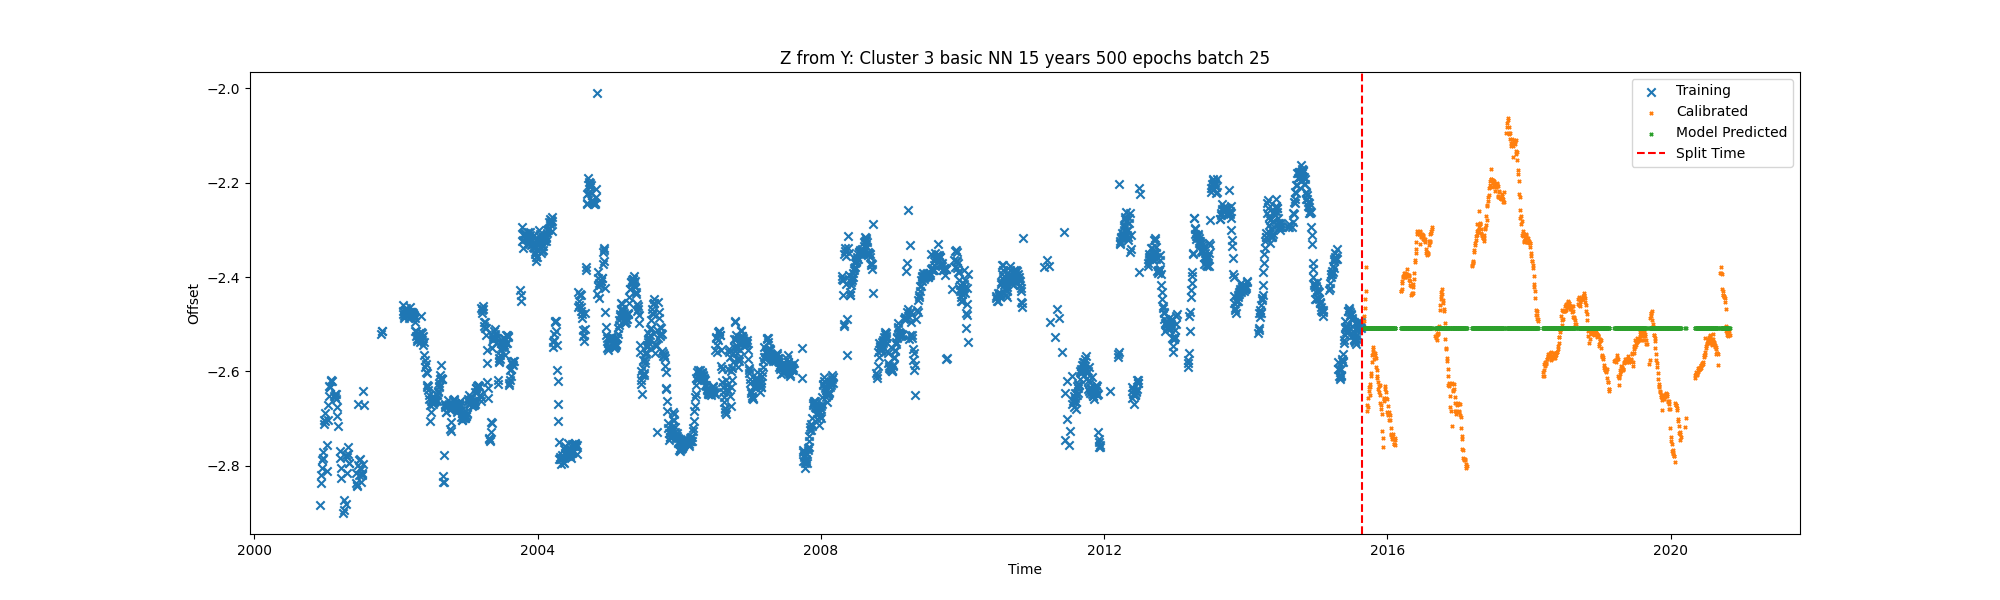 Z from Y: Cluster 3 basic NN 15 years 500 epochs batch 25
−2.0
−2.2
−2.4
−2.6
−2.8
Offset
2000
2004
2008
2012
2016
2020
Time
Training
Calibrated
Model Predicted
Split Time